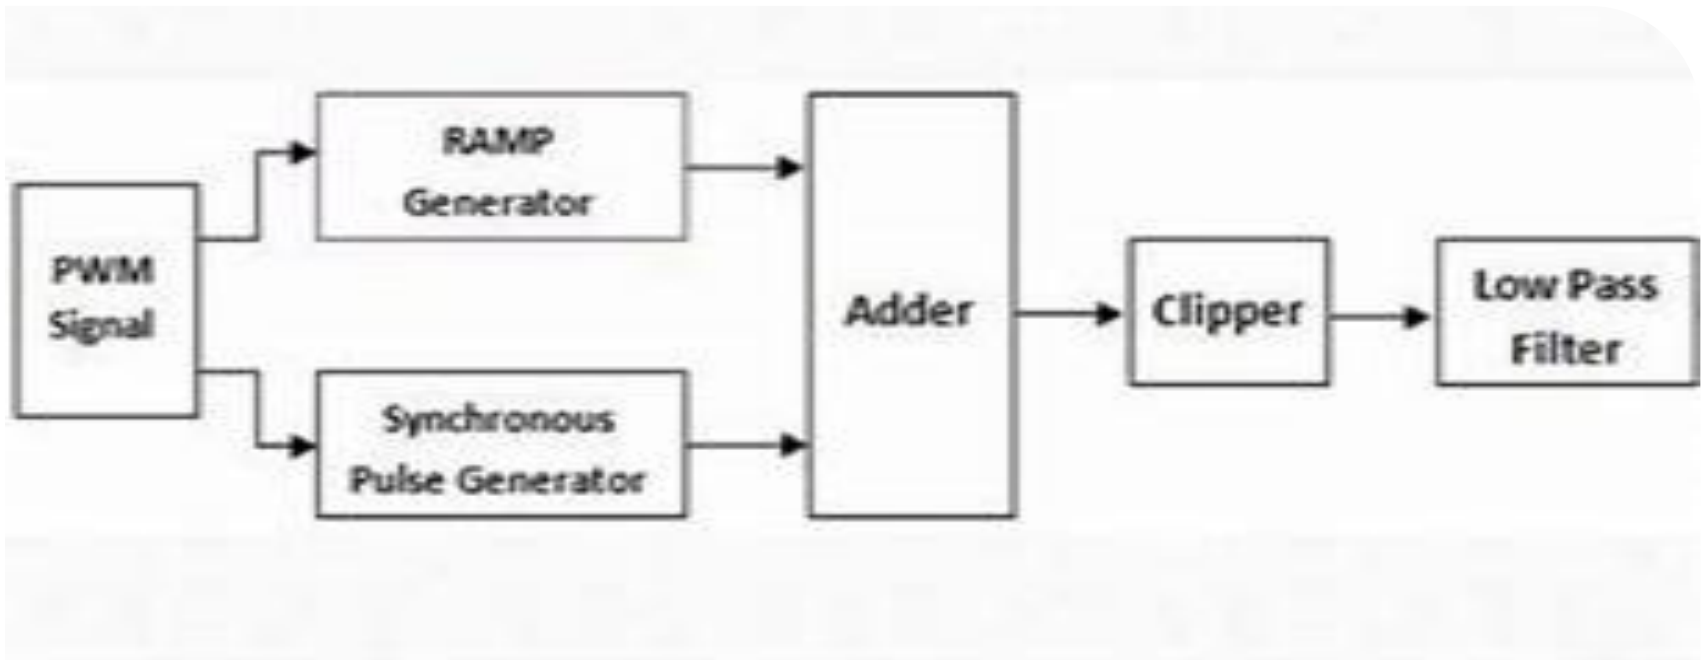 RAMP
Generator
PWM
Signal
Synchronous
Pulse Generator
Adder
Clipper
Low Pass
Filter